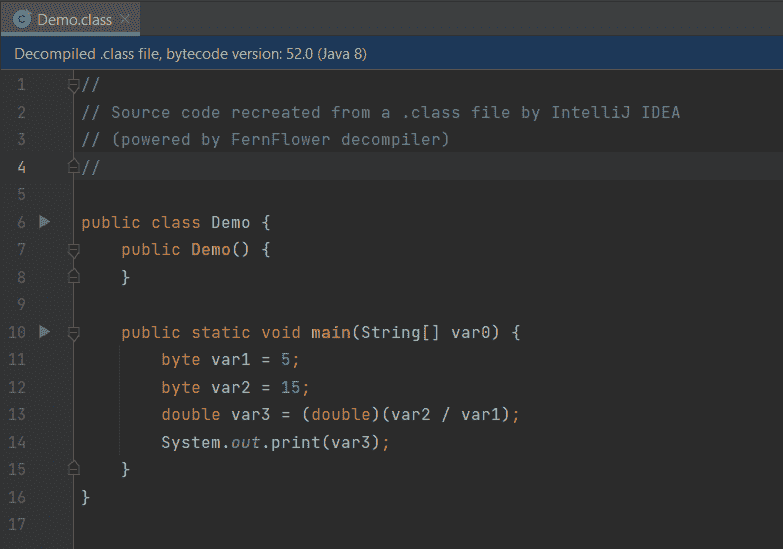 Demo.class
Decompiled .class file, bytecode version: 52.0 (Java 8)
1 //
2 // Source code recreated from a .class file by IntelliJ IDEA
3 // (powered by FernFlower decompiler)
4 //
5
6 public class Demo {
7     public Demo() {
8     }
9
10     public static void main(String[] var0) {
11         byte var1 = 5;
12         byte var2 = 15;
13         double var3 = (double)(var2 / var1);
14         System.out.print(var3);
15     }
16 }
17